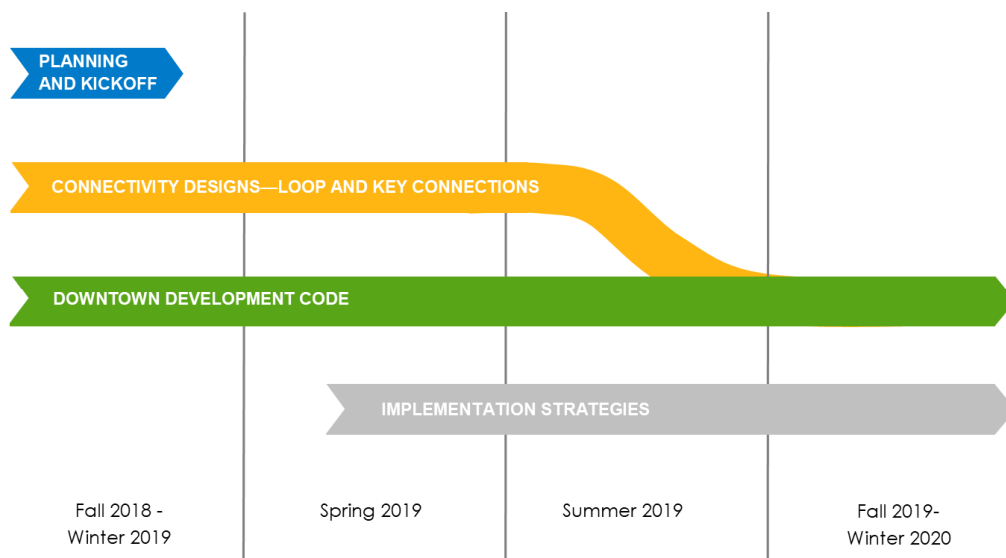 PLANNING
AND KICKOFF
CONNECTIVITY DESIGNS—LOOP AND KEY CONNECTIONS
DOWNTOWN DEVELOPMENT CODE
IMPLEMENTATION STRATEGIES
Fall 2018 -
Winter 2019
Spring 2019
Summer 2019
Fall 2019-
Winter 2020